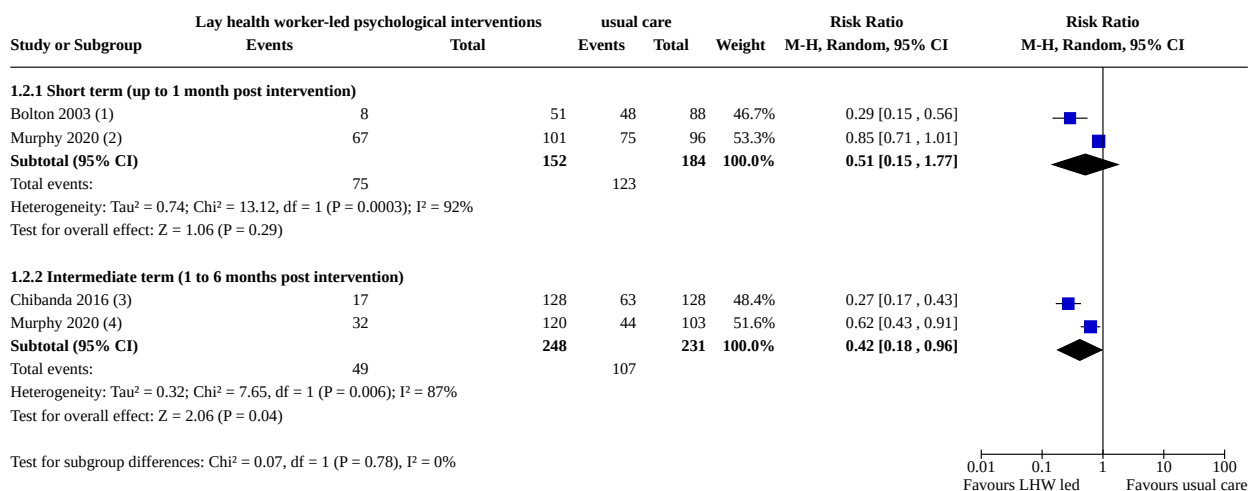 Lay health worker-led psychological interventions usual care Risk Ratio Risk Ratio
Study or Subgroup Events Total Events Total Weight M-H, Random, 95% CI M-H, Random, 95% CI
1.2.1 Short term (up to 1 month post intervention)
Bolton 2003 (1) 8 51 48 88 46.7% 0.29 [0.15 , 0.56]
Murphy 2020 (2) 67 101 75 96 53.3% 0.85 [0.71 , 1.01]
Subtotal (95% CI) 152 184 100.0% 0.51 [0.15 , 1.77]
Total events: 75 123
Heterogeneity: Tau² = 0.74; Chi² = 13.12, df = 1 (P = 0.0003); I² = 92%
Test for overall effect: Z = 1.06 (P = 0.29)
1.2.2 Intermediate term (1 to 6 months post intervention)
Chibanda 2016 (3) 17 128 63 128 48.4% 0.27 [0.17 , 0.43]
Murphy 2020 (4) 32 120 44 103 51.6% 0.62 [0.43 , 0.91]
Subtotal (95% CI) 248 231 100.0% 0.42 [0.18 , 0.96]
Total events: 49 107
Heterogeneity: Tau² = 0.32; Chi² = 7.65, df = 1 (P = 0.006); I² = 87%
Test for overall effect: Z = 2.06 (P = 0.04)
Test for subgroup differences: Chi² = 0.07, df = 1 (P = 0.78), I² = 0%
0.01 0.1 1 10 100
Favours LHW led Favours usual care